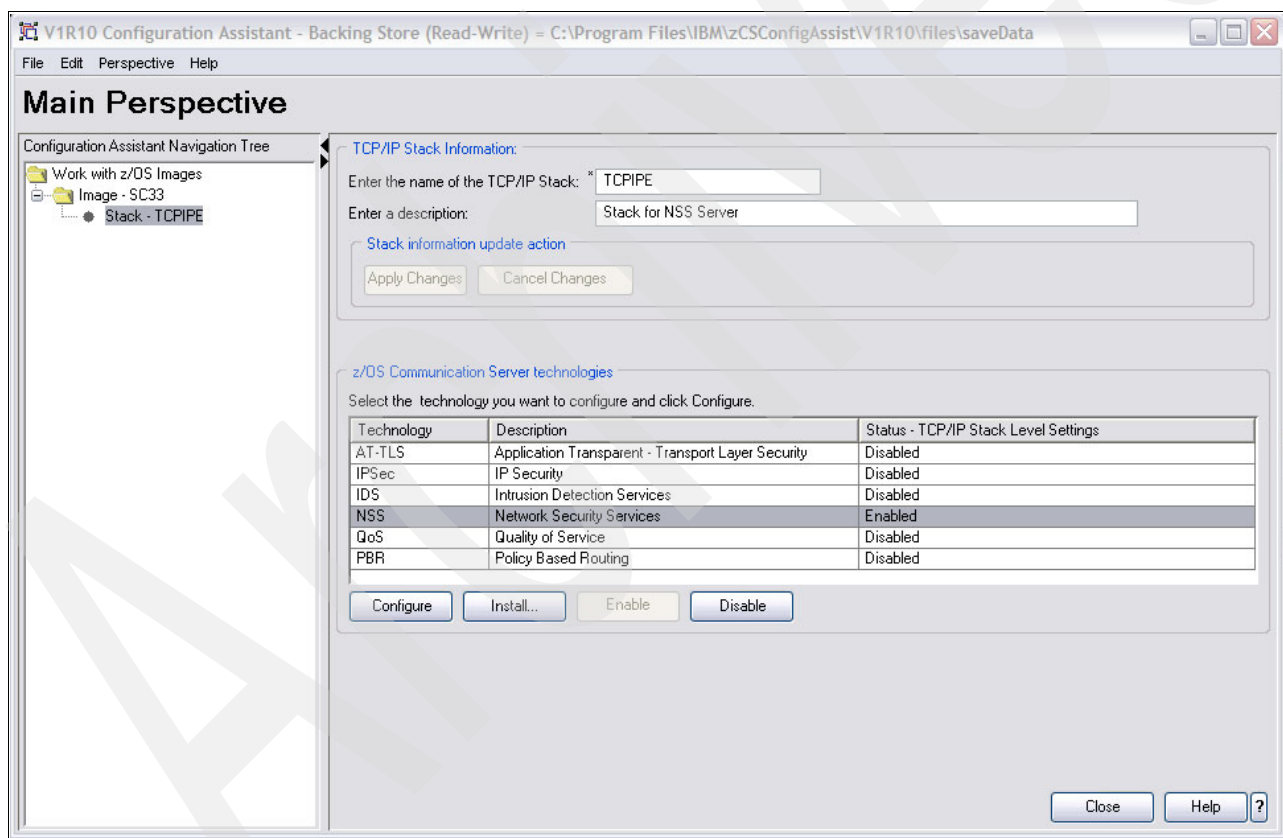 V1R10 Configuration Assistant - Backing Store (Read-Write) = C:\Program Files\IBM\zCSConfigAssist\V1R10\files\saveData
File Edit Perspective Help
Main Perspective
Configuration Assistant Navigation Tree
Work with z/OS Images
Image - SC33
Stack - TCPIPE
TCP/IP Stack Information:
Enter the name of the TCP/IP Stack: * TCPIPE
Enter a description: Stack for NSS Server
Stack information update action
Apply Changes Cancel Changes
z/OS Communication Server technologies
Select the technology you want to configure and click Configure.
Technology Description Status - TCP/IP Stack Level Settings
AT-TLS Application Transparent - Transport Layer Security Disabled
IPSec IP Security Disabled
IDS Intrusion Detection Services Disabled
NSS Network Security Services Enabled
QoS Quality of Service Disabled
PBR Policy Based Routing Disabled
Configure Install... Enable Disable
Close Help ?